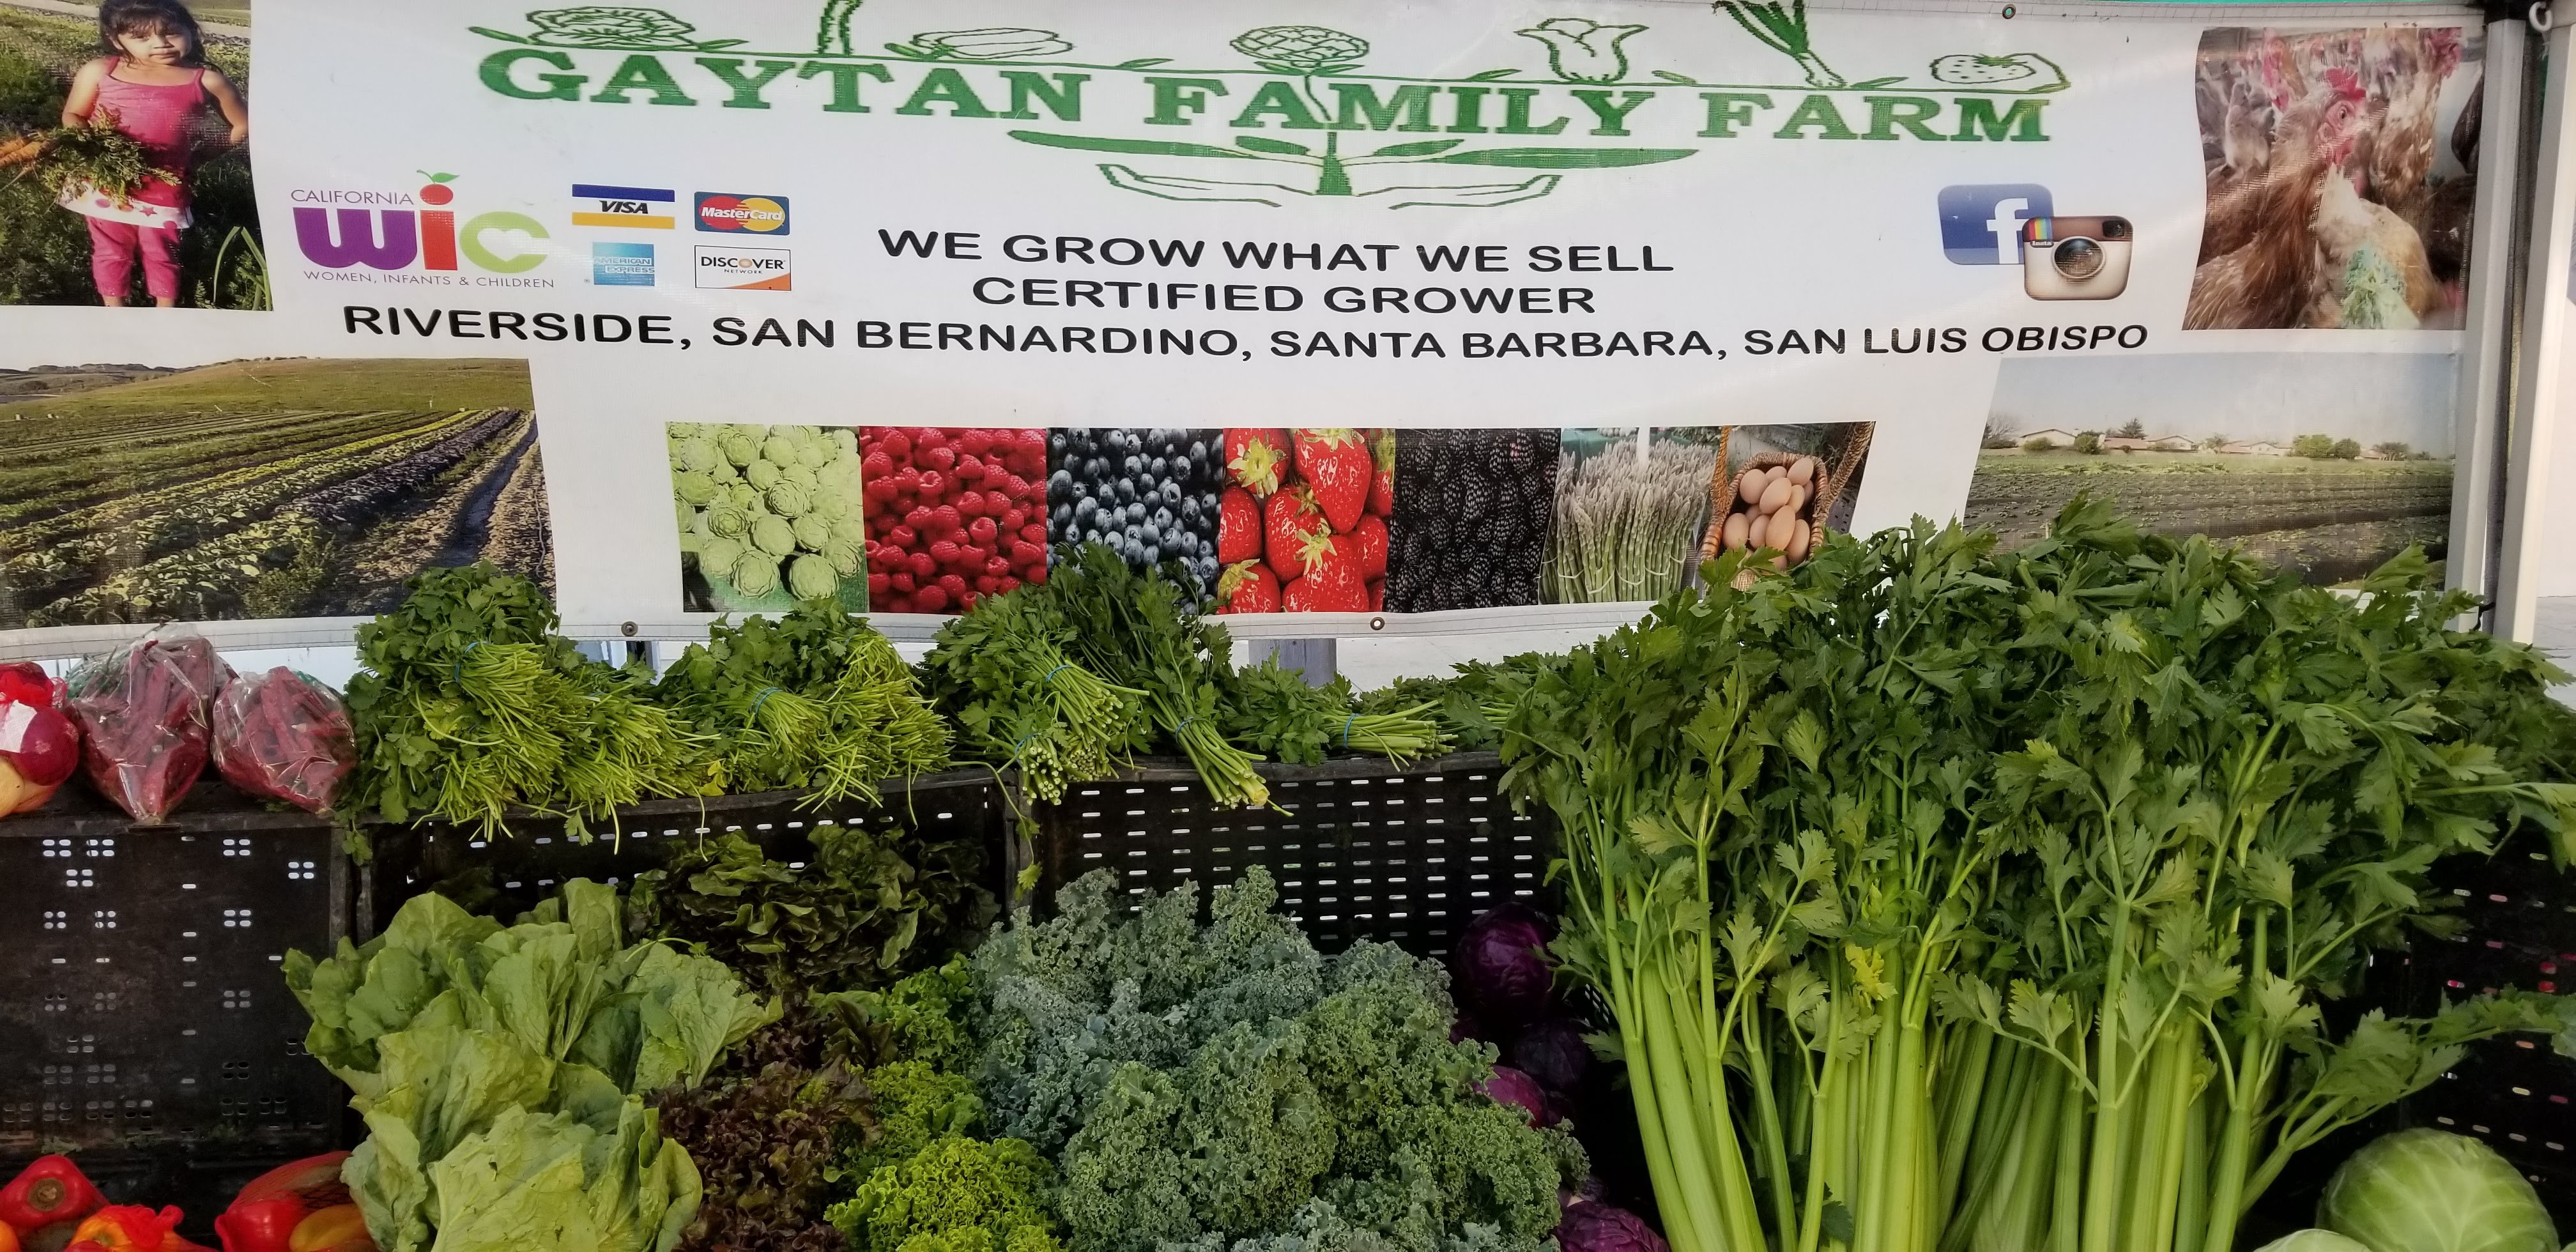 GAYTAN FAMILY FARM
CALIFORNIA
wic
WOMEN, INFANTS & CHILDREN
VISA
MasterCard
AMERICAN
EXPRESS
DISCOVER
NETWORK
WE GROW WHAT WE SELL
CERTIFIED GROWER
RIVERSIDE, SAN BERNARDINO, SANTA BARBARA, SAN LUIS OBISPO
f
Insta